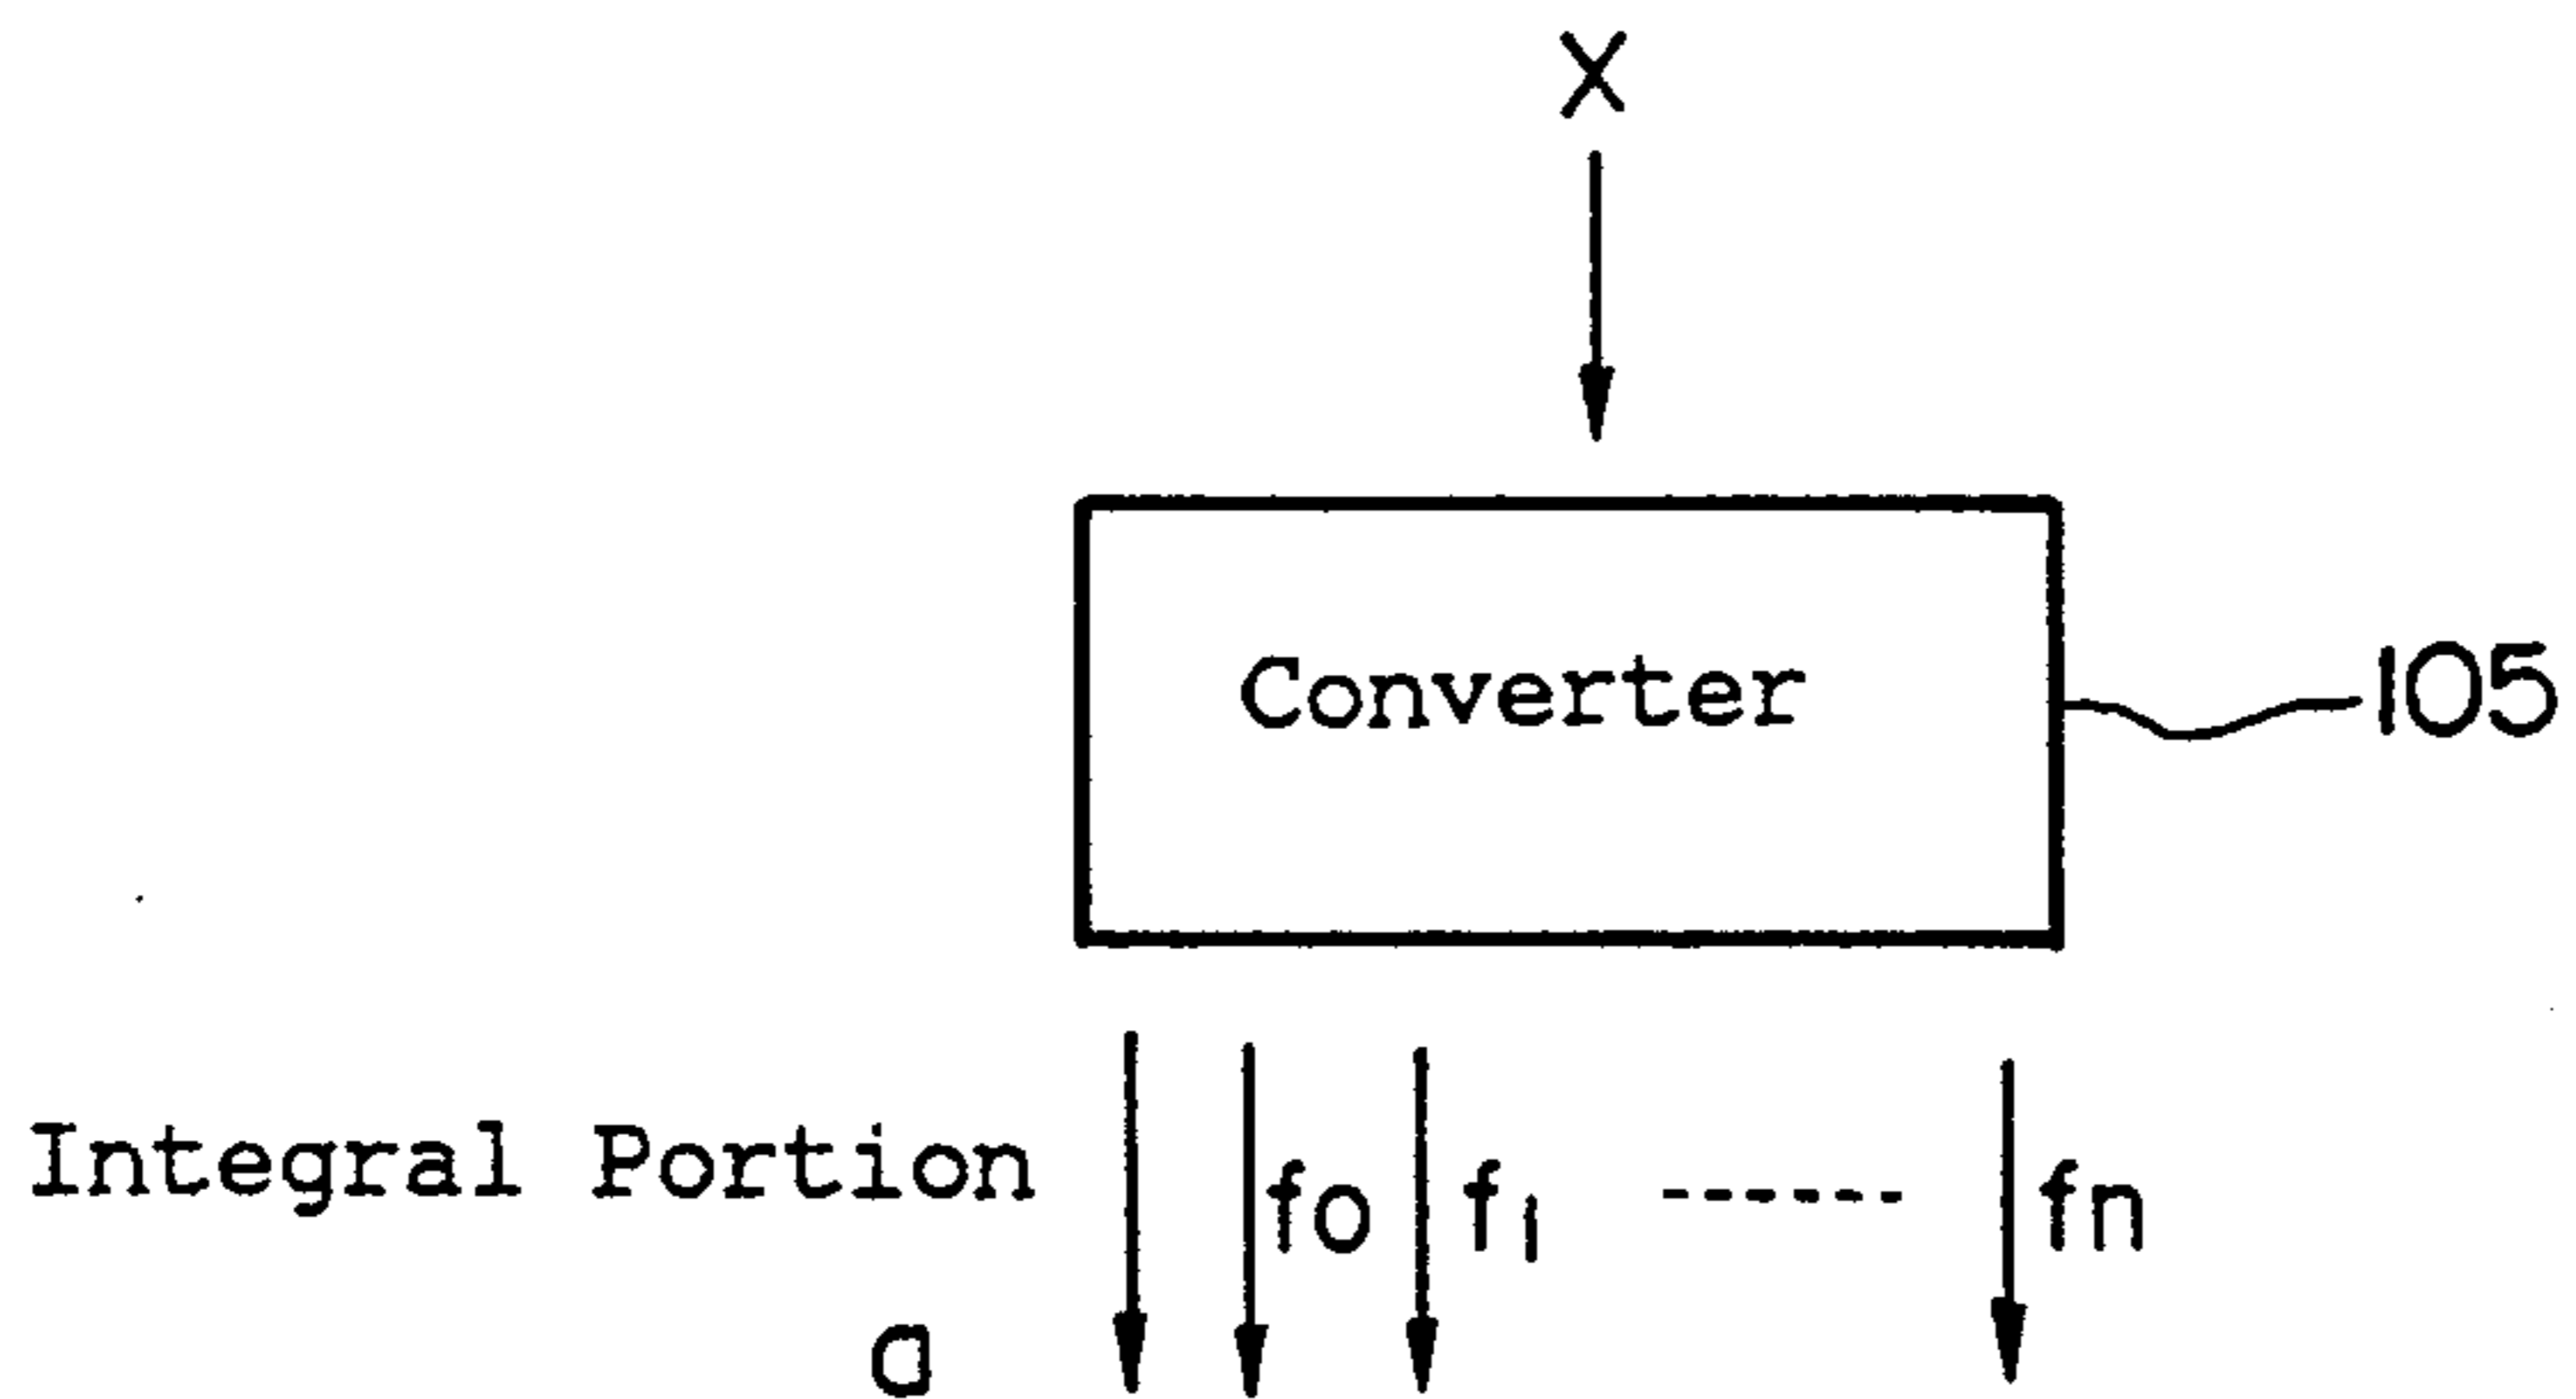 X
Converter
105
Integral Portion
a
f0 f1 ------ fn